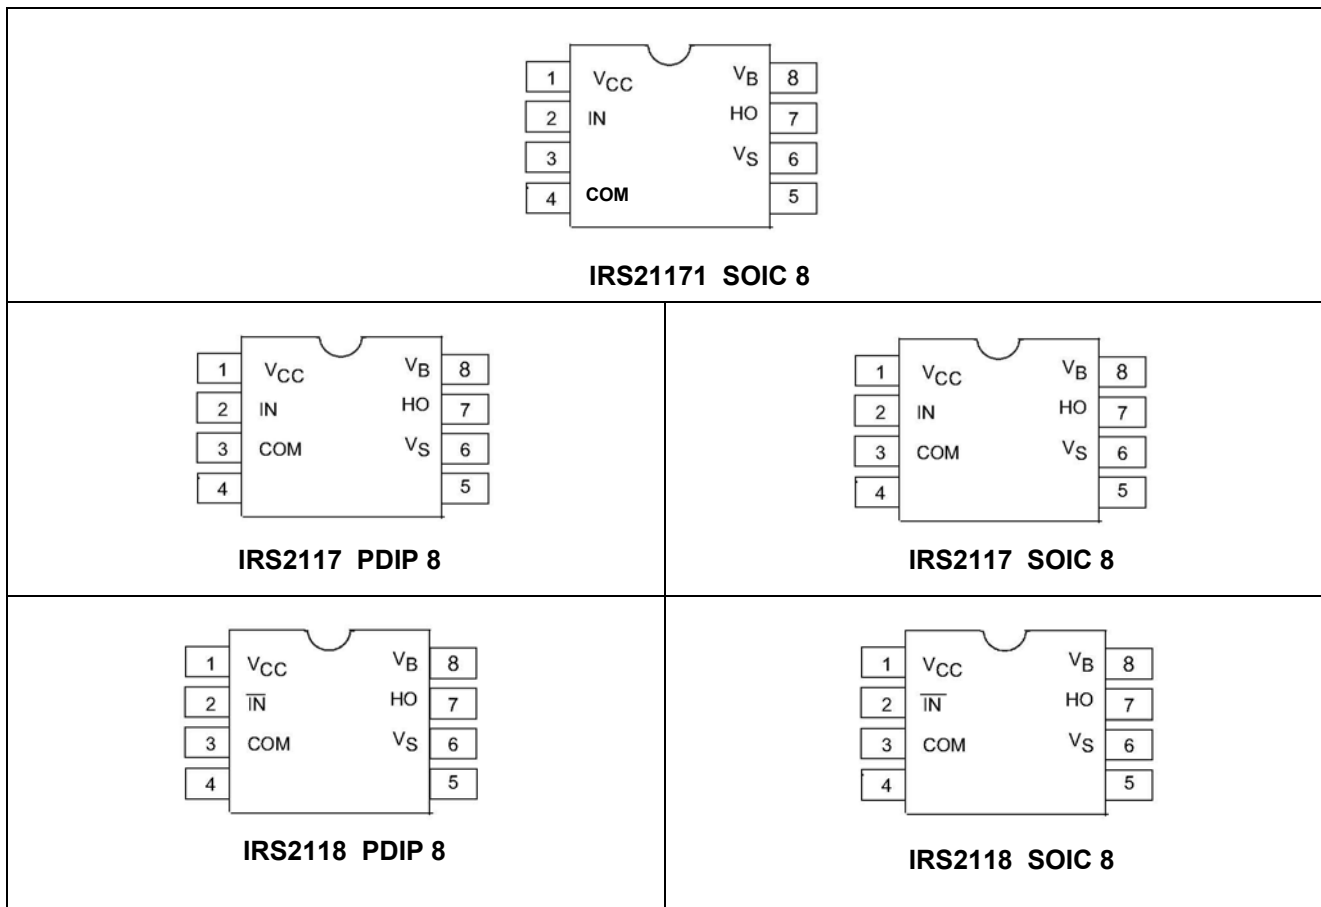 1 VCC VB 8
2 IN HO 7
3 VS 6
4 COM 5
IRS21171 SOIC 8
1 VCC VB 8
2 IN HO 7
3 COM VS 6
4 5
IRS2117 PDIP 8
1 VCC VB 8
2 IN HO 7
3 COM VS 6
4 5
IRS2117 SOIC 8
1 VCC VB 8
2 I̅N̅ HO 7
3 COM VS 6
4 5
IRS2118 PDIP 8
1 VCC VB 8
2 I̅N̅ HO 7
3 COM VS 6
4 5
IRS2118 SOIC 8